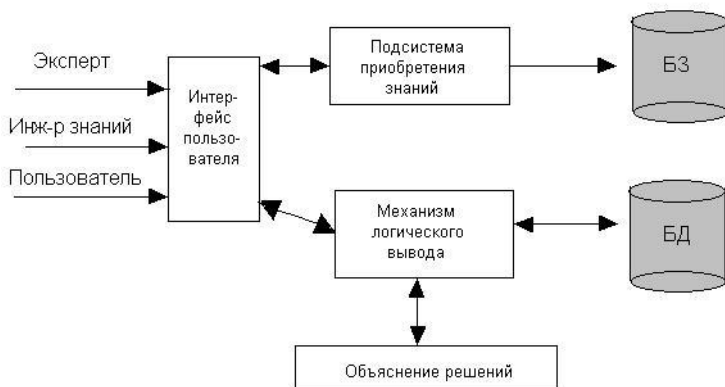 Эксперт
Инж-р знаний
Пользователь
Интер-
фейс
пользо-
вателя
Подсистема
приобретения
знаний
БЗ
Механизм
логического
вывода
БД
Объяснение решений